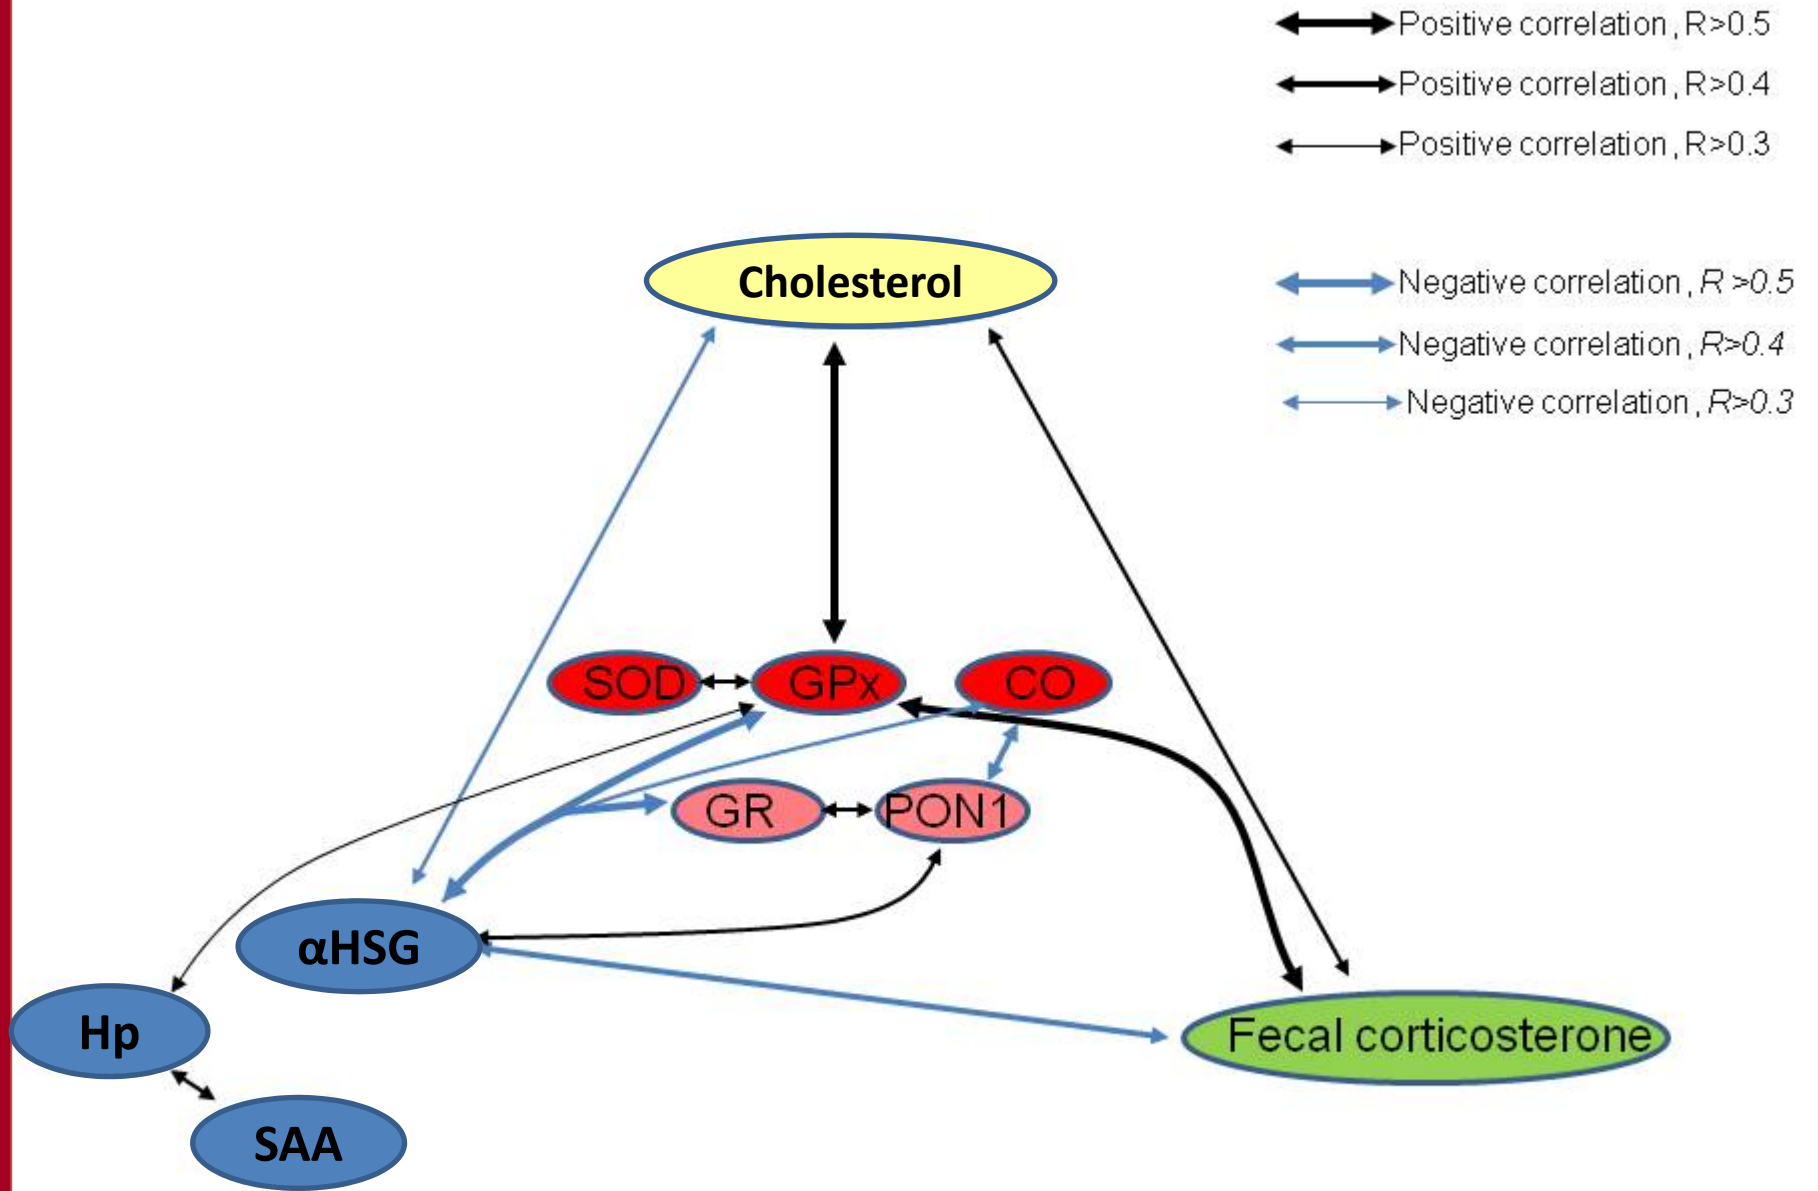 Positive correlation, R>0.5
Positive correlation, R>0.4
Positive correlation, R>0.3
Negative correlation, R >0.5
Negative correlation, R>0.4
Negative correlation, R>0.3
Cholesterol
SOD
GPx
CO
GR
PON1
αHSG
Hp
Fecal corticosterone
SAA